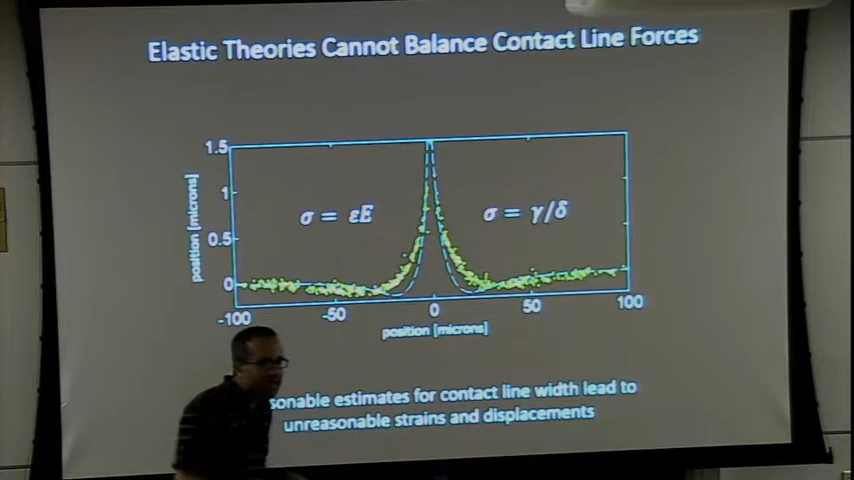 Elastic Theories Cannot Balance Contact Line Forces
1.5
1
0.5
0
position [microns]
σ = εE
σ = γ/δ
-100
-50
0
50
100
position [microns]
estimates for contact line width lead to
unreasonable strains and displacements